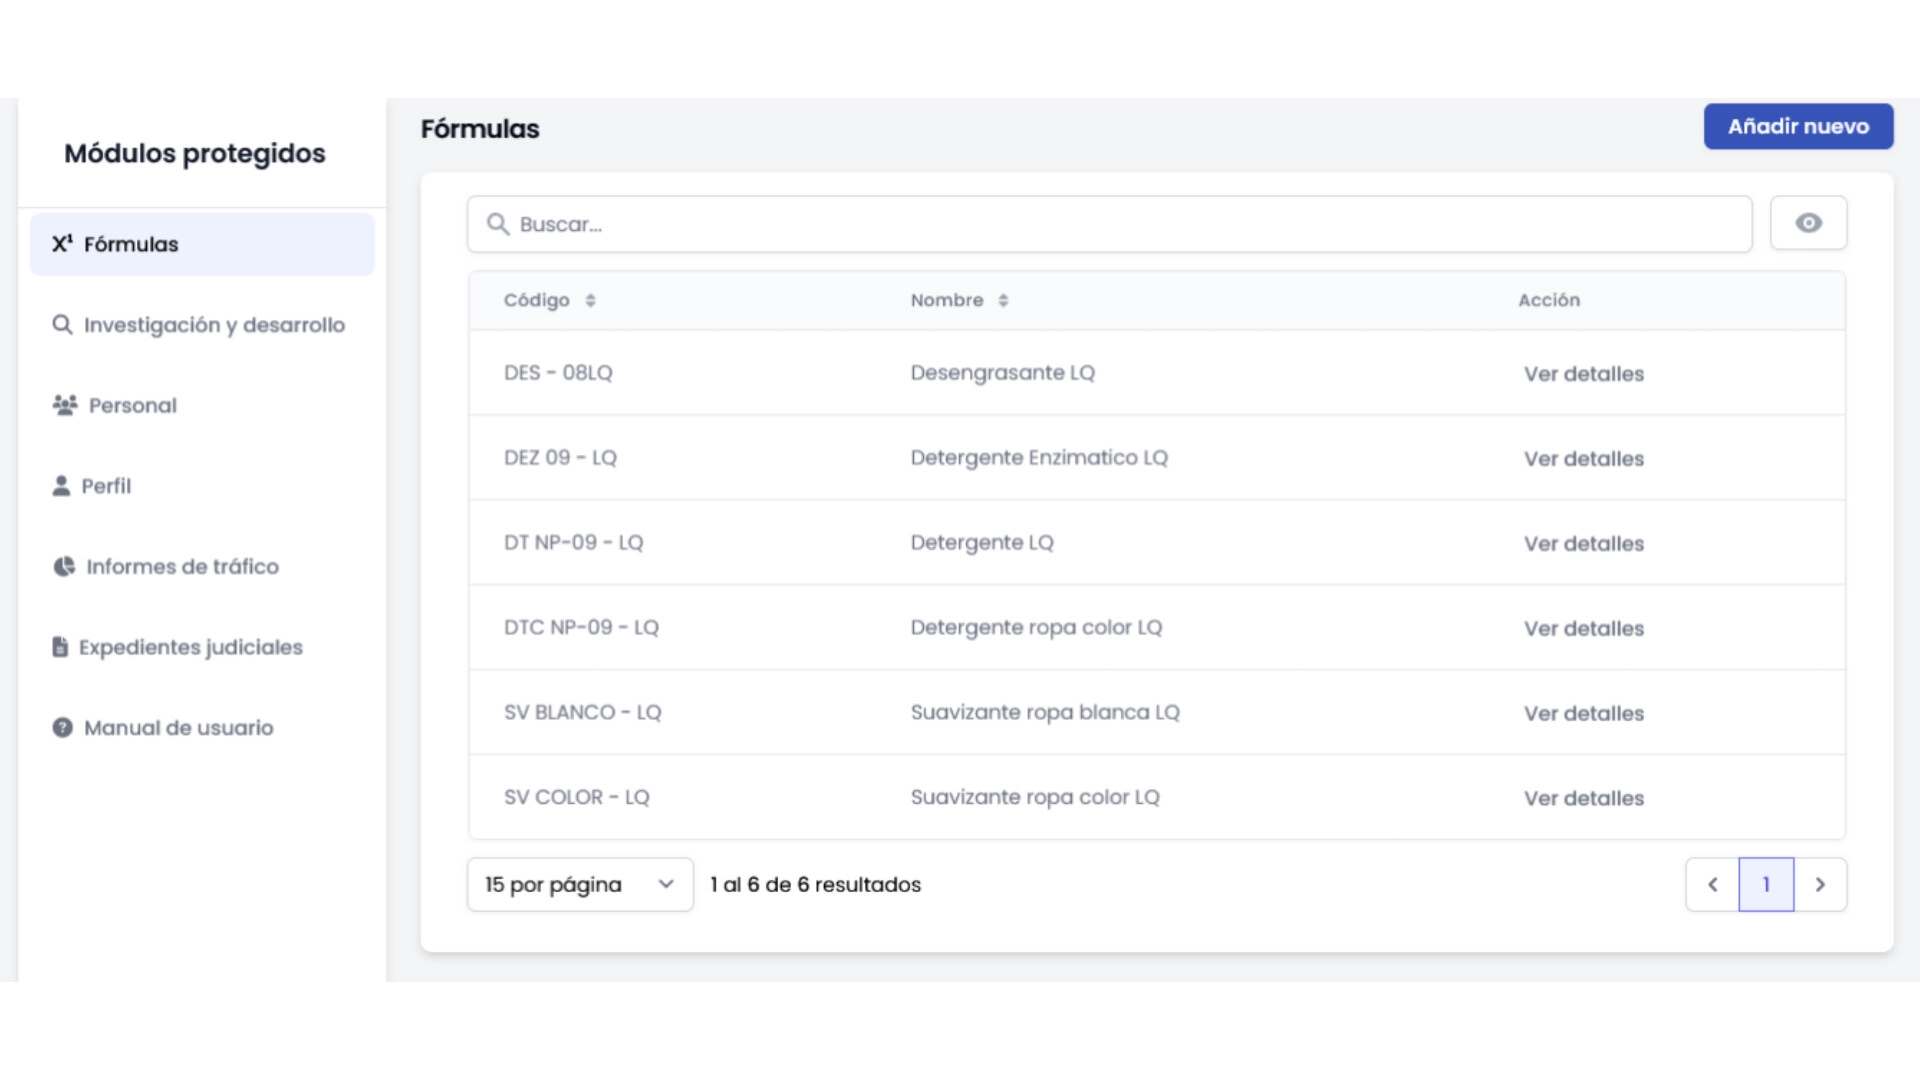 Módulos protegidos
X¹ Fórmulas
Investigación y desarrollo
Personal
Perfil
Informes de tráfico
Expedientes judiciales
Manual de usuario
Fórmulas
Añadir nuevo
Buscar...
Código Nombre Acción
DES - 08LQ Desengrasante LQ Ver detalles
DEZ 09 - LQ Detergente Enzimatico LQ Ver detalles
DT NP-09 - LQ Detergente LQ Ver detalles
DTC NP-09 - LQ Detergente ropa color LQ Ver detalles
SV BLANCO - LQ Suavizante ropa blanca LQ Ver detalles
SV COLOR - LQ Suavizante ropa color LQ Ver detalles
15 por página 1 al 6 de 6 resultados 1